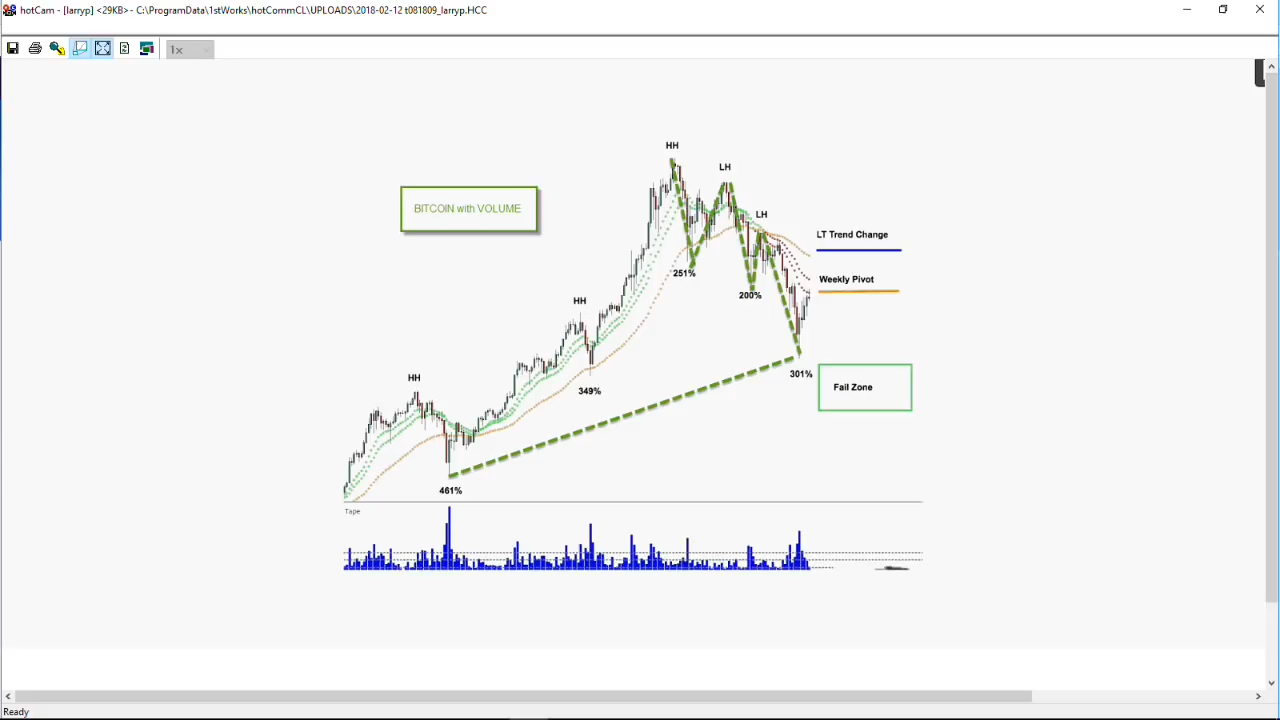 hotCam - [larryp] <29KB> - C:\ProgramData\1stWorks\hotCommCL\UPLOADS\2018-02-12 t081809_larryp.HCC
1x
HH
LH
BITCOIN with VOLUME
LH
LT Trend Change
251%
Weekly Pivot
200%
HH
301%
HH
349%
Fail Zone
461%
Tape
Ready